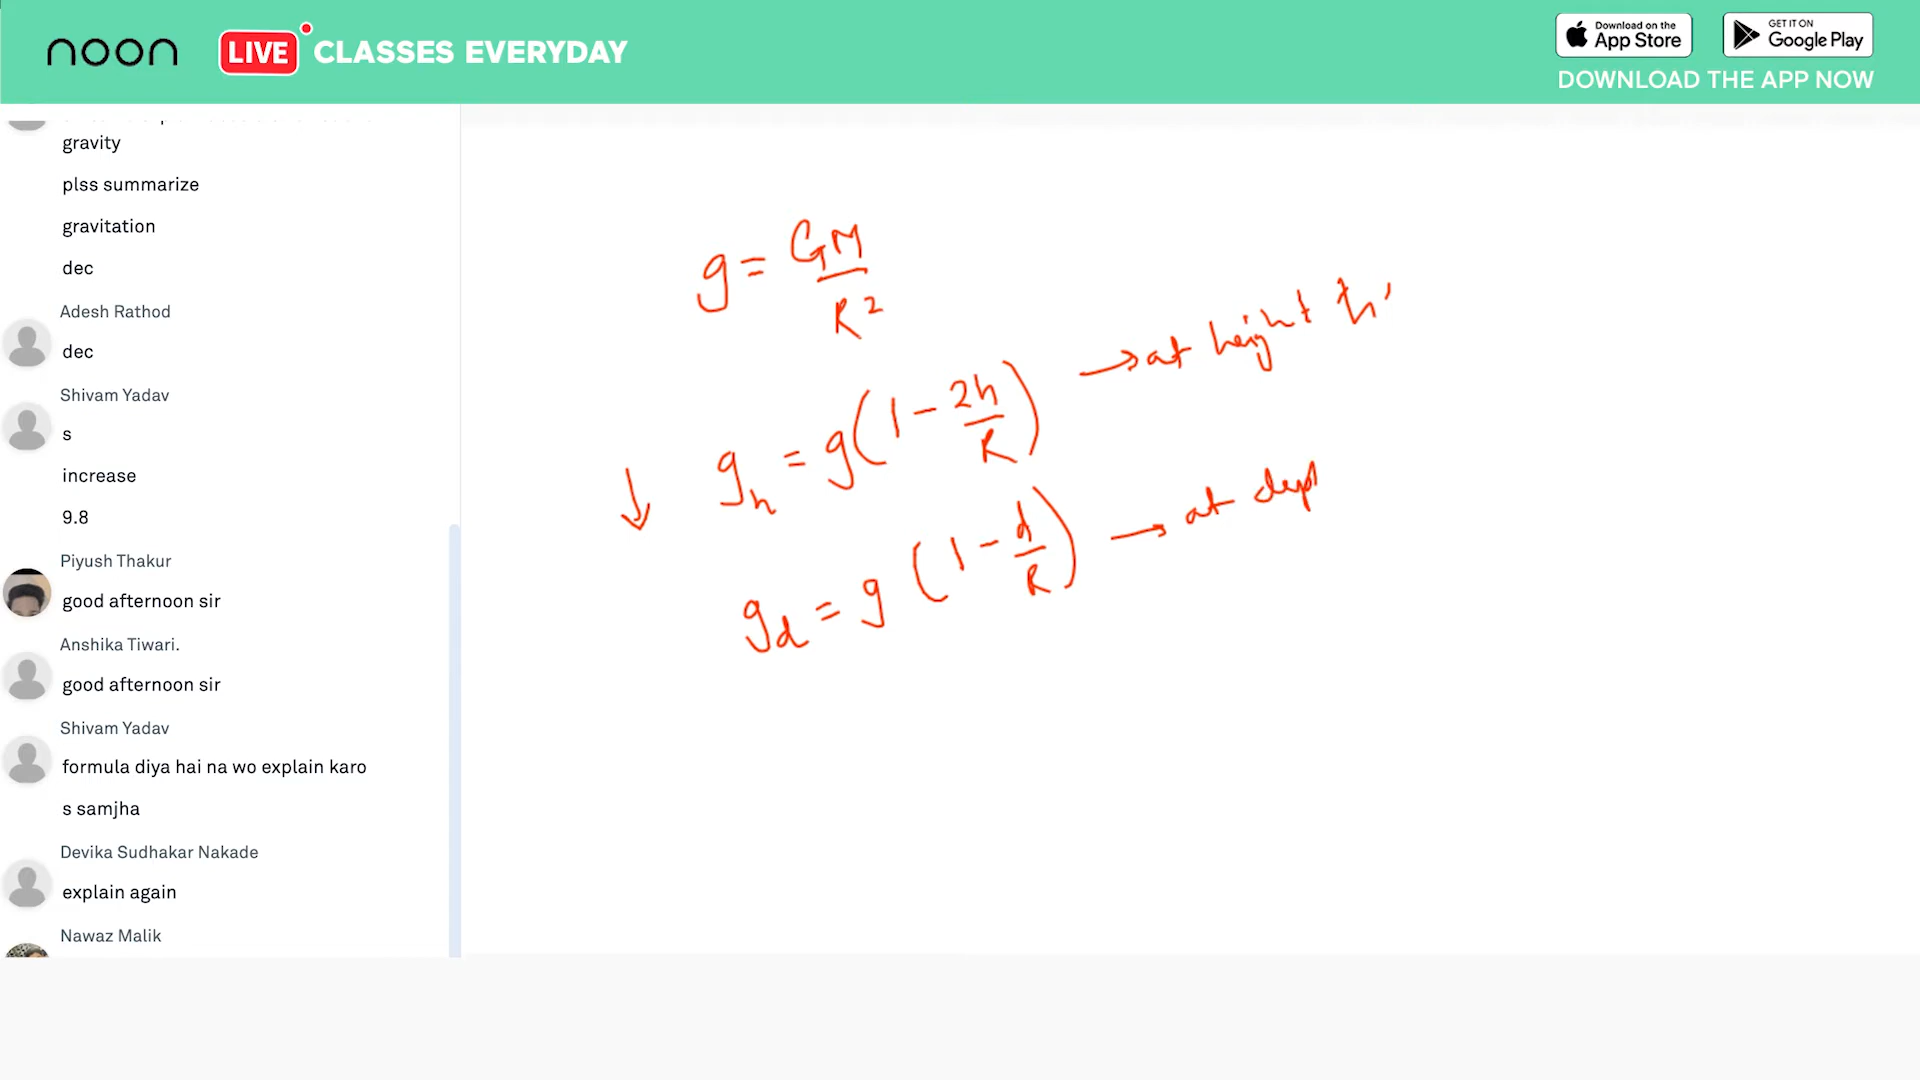 noon LIVE CLASSES EVERYDAY
Download on the App Store
GET IT ON Google Play
DOWNLOAD THE APP NOW
gravity
plss summarize
gravitation
dec
Adesh Rathod
dec
Shivam Yadav
s
increase
9.8
Piyush Thakur
good afternoon sir
Anshika Tiwari.
good afternoon sir
Shivam Yadav
formula diya hai na wo explain karo
s samjha
Devika Sudhakar Nakade
explain again
Nawaz Malik
g = GM/R²
↓ g_h = g(1 - 2h/R) → at height 'h'
g_d = g(1 - d/R) → at dept